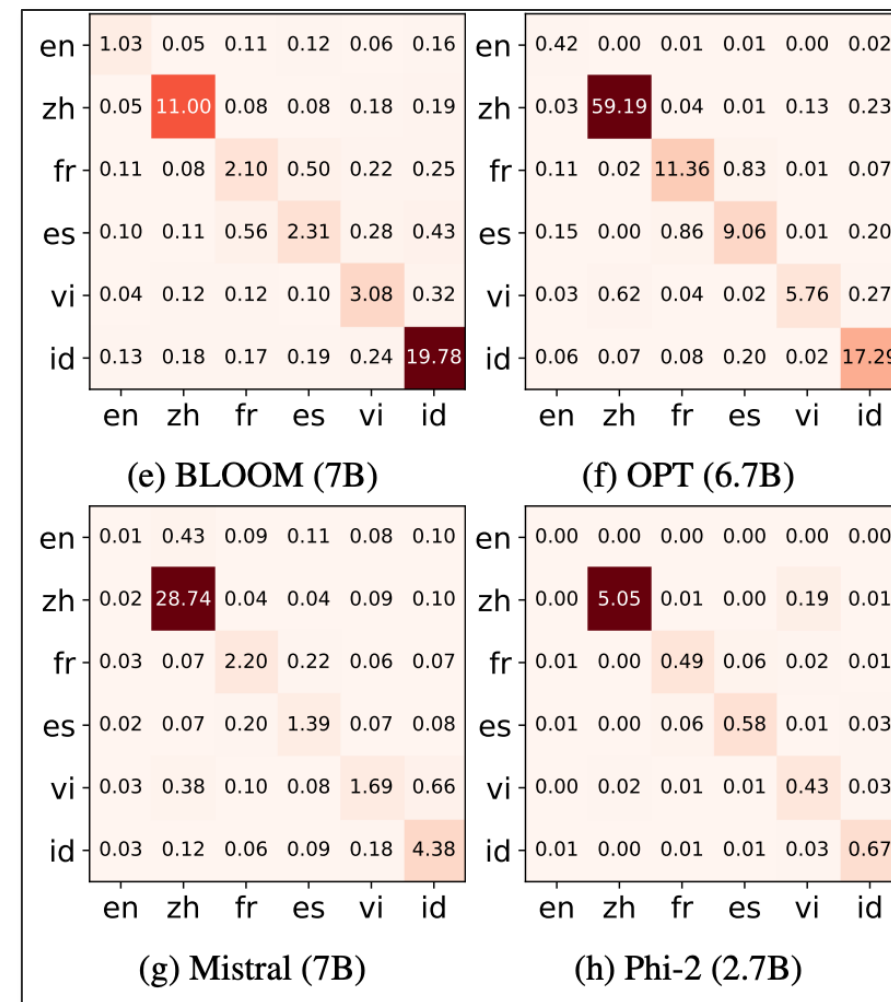 en 1.03 0.05 0.11 0.12 0.06 0.16 en 0.42 0.00 0.01 0.01 0.00 0.02
zh 0.05 11.00 0.08 0.08 0.18 0.19 zh 0.03 59.19 0.04 0.01 0.13 0.23
fr 0.11 0.08 2.10 0.50 0.22 0.25 fr 0.11 0.02 11.36 0.83 0.01 0.07
es 0.10 0.11 0.56 2.31 0.28 0.43 es 0.15 0.00 0.86 9.06 0.01 0.20
vi 0.04 0.12 0.12 0.10 3.08 0.32 vi 0.03 0.62 0.04 0.02 5.76 0.27
id 0.13 0.18 0.17 0.19 0.24 19.78 id 0.06 0.07 0.08 0.20 0.02 17.29
en zh fr es vi id en zh fr es vi id
(e) BLOOM (7B) (f) OPT (6.7B)
en 0.01 0.43 0.09 0.11 0.08 0.10 en 0.00 0.00 0.00 0.00 0.00 0.00
zh 0.02 28.74 0.04 0.04 0.09 0.10 zh 0.00 5.05 0.01 0.00 0.19 0.01
fr 0.03 0.07 2.20 0.22 0.06 0.07 fr 0.01 0.00 0.49 0.06 0.02 0.01
es 0.02 0.07 0.20 1.39 0.07 0.08 es 0.01 0.00 0.06 0.58 0.01 0.03
vi 0.03 0.38 0.10 0.08 1.69 0.66 vi 0.00 0.02 0.01 0.01 0.43 0.03
id 0.03 0.12 0.06 0.09 0.18 4.38 id 0.01 0.00 0.01 0.01 0.03 0.67
en zh fr es vi id en zh fr es vi id
(g) Mistral (7B) (h) Phi-2 (2.7B)